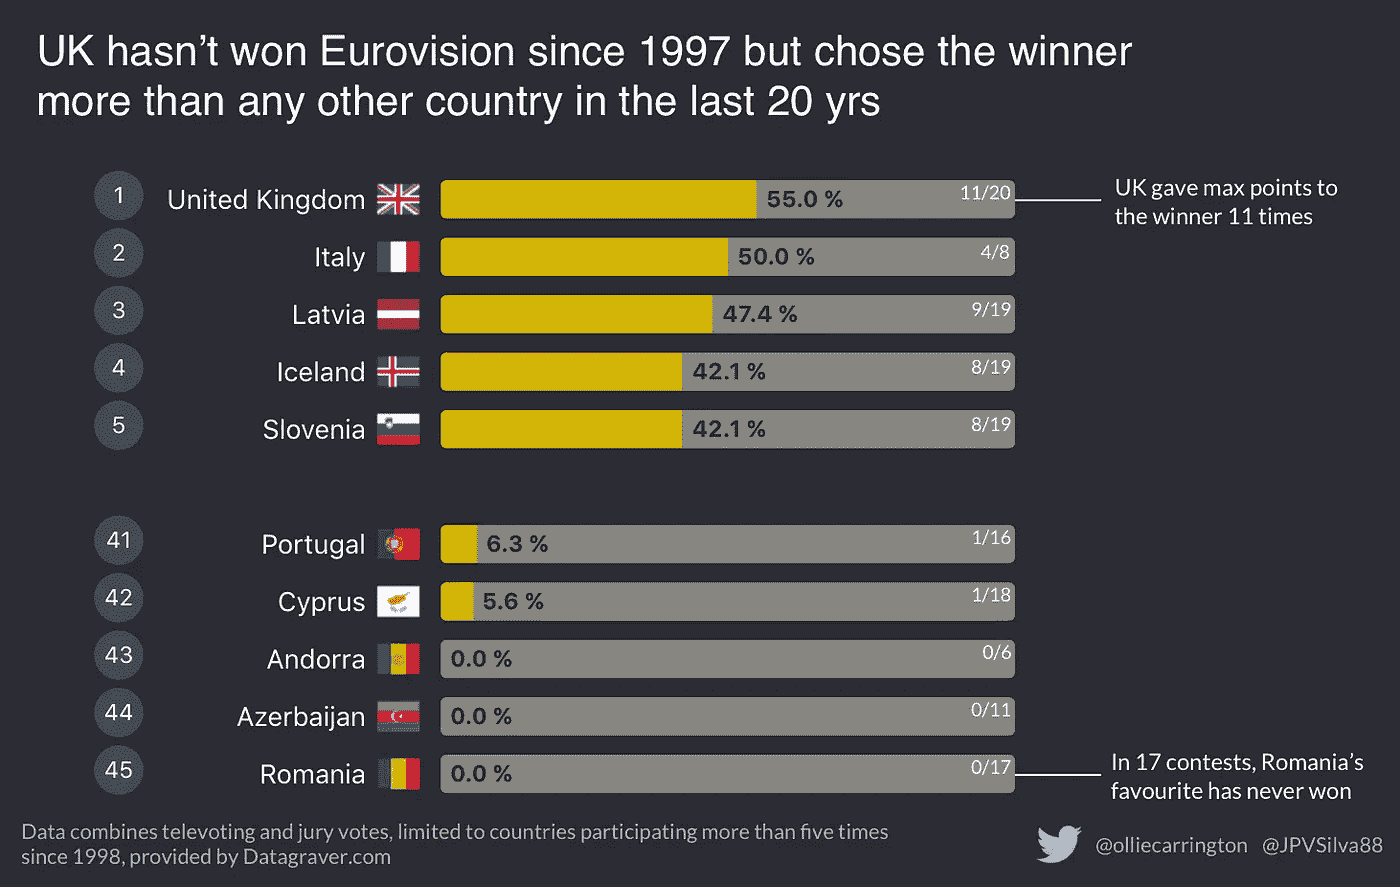 UK hasn’t won Eurovision since 1997 but chose the winner
more than any other country in the last 20 yrs
1 United Kingdom 55.0 % 11/20
UK gave max points to
the winner 11 times
2 Italy 50.0 % 4/8
3 Latvia 47.4 % 9/19
4 Iceland 42.1 % 8/19
5 Slovenia 42.1 % 8/19
41 Portugal 6.3 % 1/16
42 Cyprus 5.6 % 1/18
43 Andorra 0.0 % 0/6
44 Azerbaijan 0.0 % 0/11
45 Romania 0.0 % 0/17
In 17 contests, Romania’s
favourite has never won
Data combines televoting and jury votes, limited to countries participating more than five times
since 1998, provided by Datagraver.com
@olliecarrington @JPVSilva88